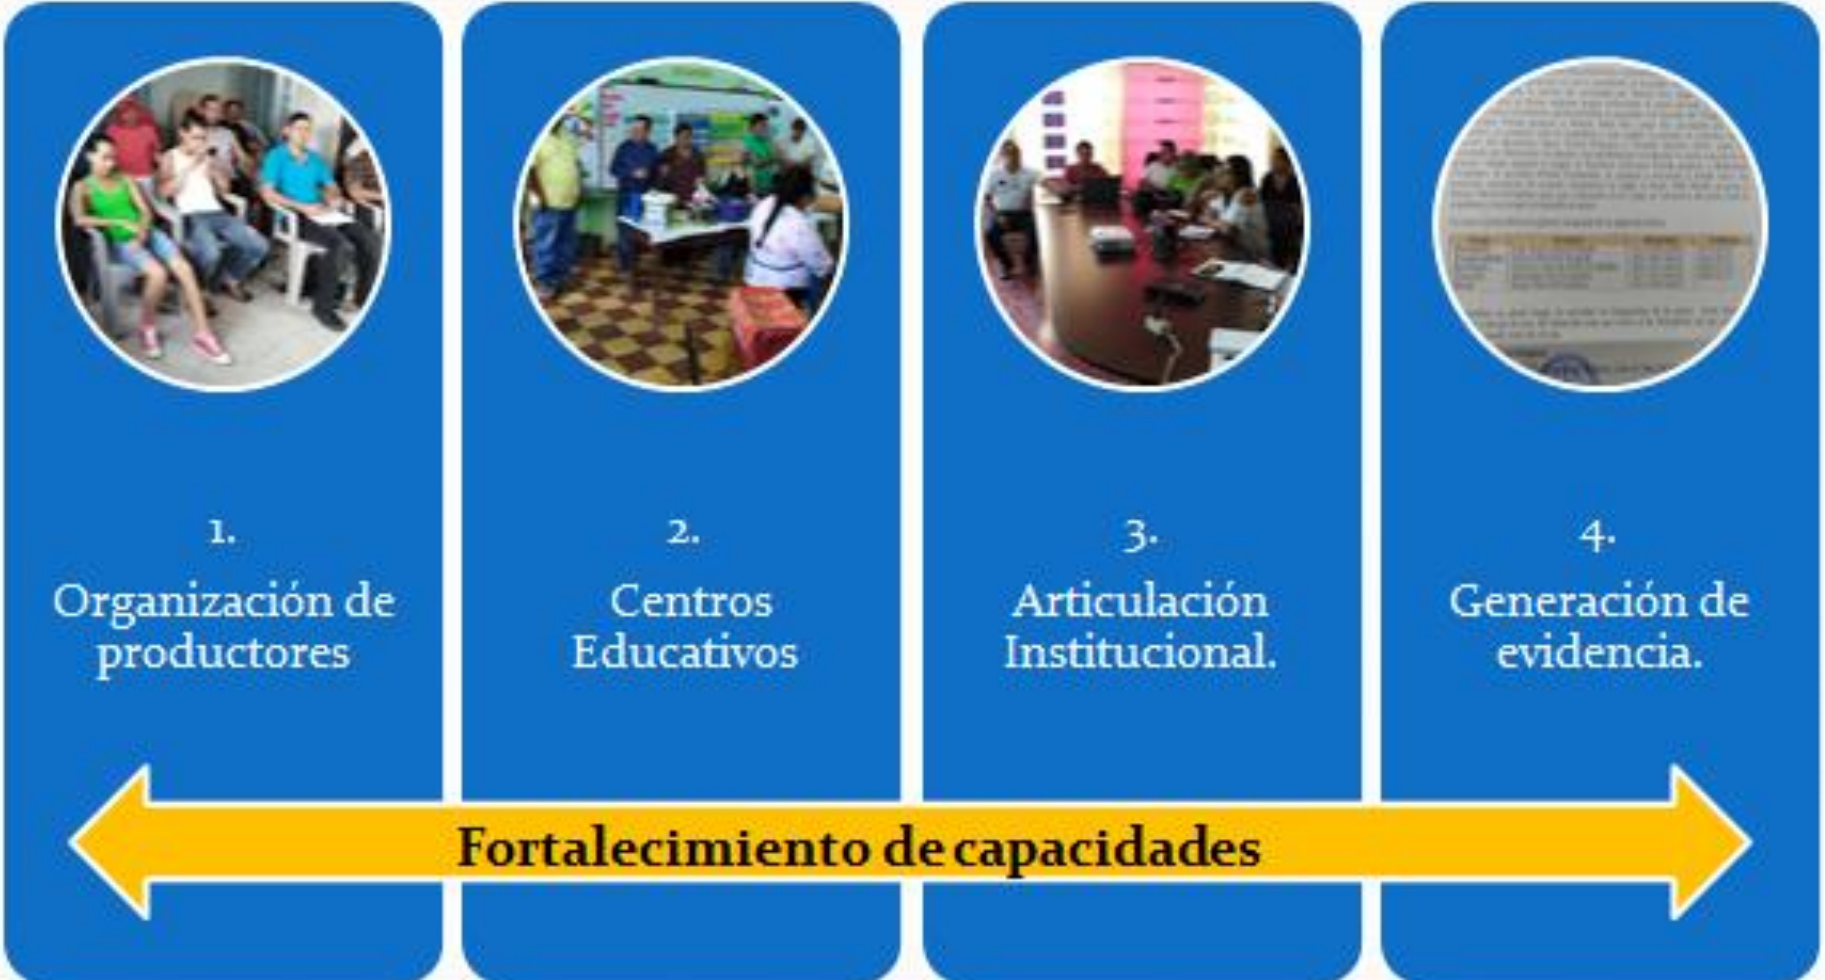 1.
Organización de
productores
2.
Centros
Educativos
3.
Articulación
Institucional.
4.
Generación de
evidencia.
Fortalecimiento de capacidades